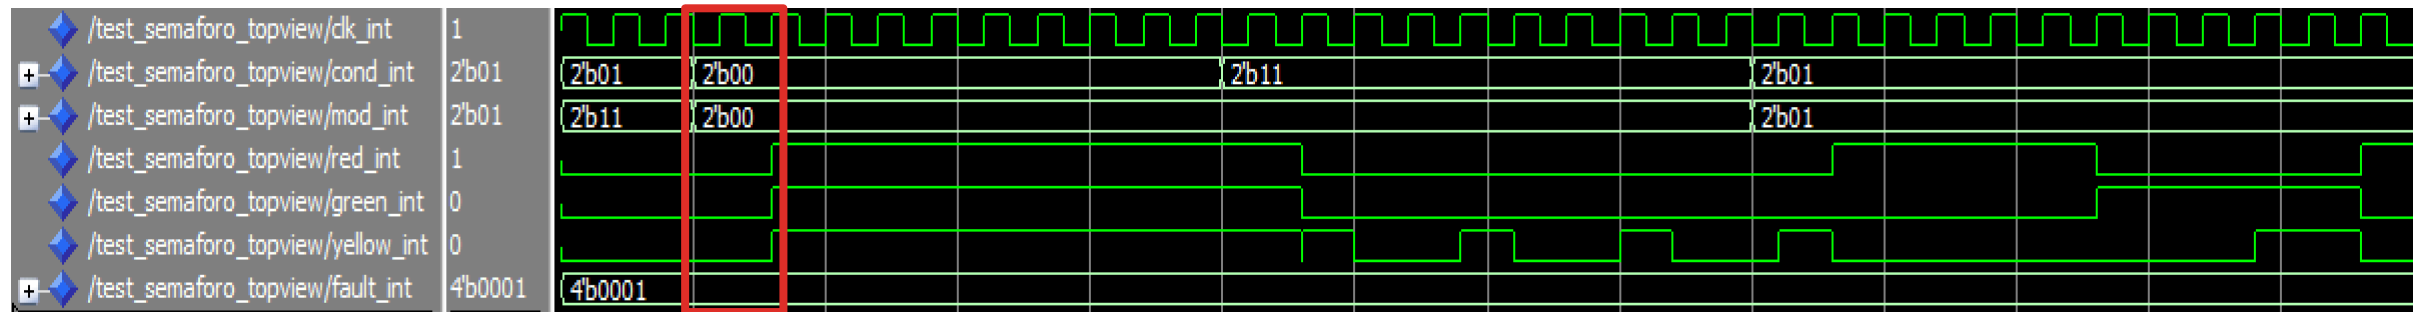 /test_semaforo_topview/clk_int 1
/test_semaforo_topview/cond_int 2'b01 2'b01 2'b00 2'b11 2'b01
/test_semaforo_topview/mod_int 2'b01 2'b11 2'b00 2'b01
/test_semaforo_topview/red_int 1
/test_semaforo_topview/green_int 0
/test_semaforo_topview/yellow_int 0
/test_semaforo_topview/fault_int 4'b0001 4'b0001